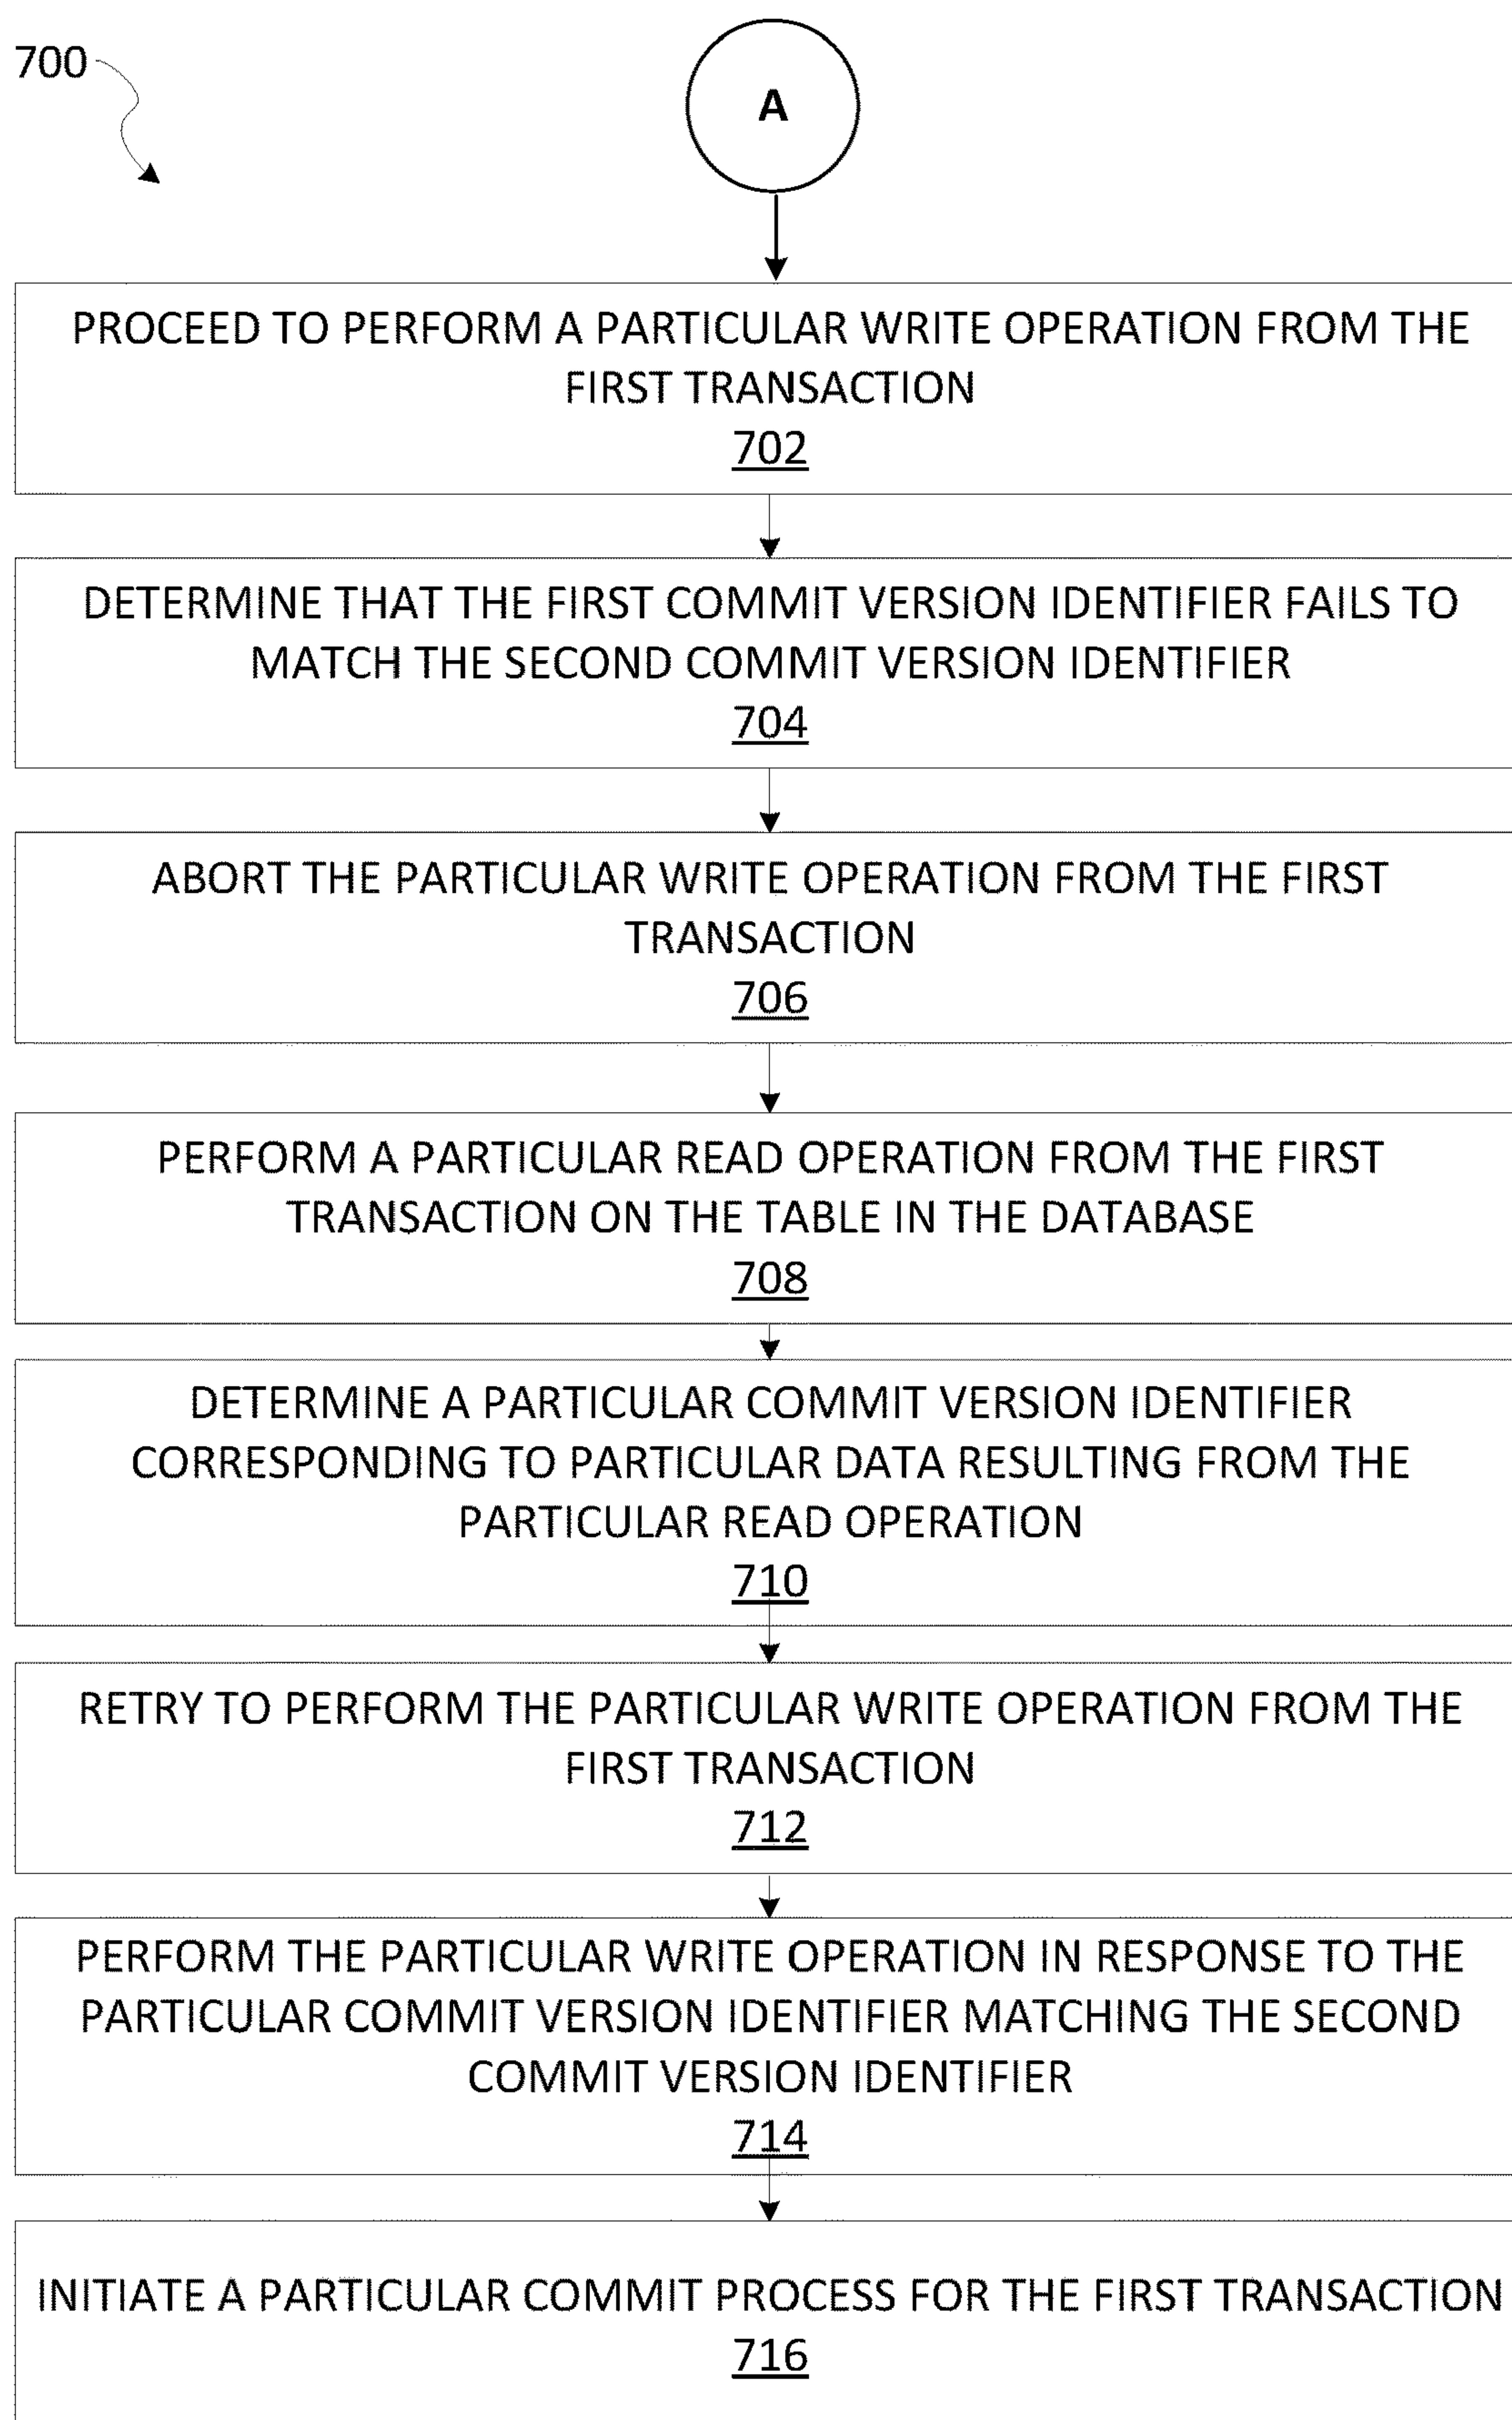 700
A
PROCEED TO PERFORM A PARTICULAR WRITE OPERATION FROM THE
FIRST TRANSACTION
702
DETERMINE THAT THE FIRST COMMIT VERSION IDENTIFIER FAILS TO
MATCH THE SECOND COMMIT VERSION IDENTIFIER
704
ABORT THE PARTICULAR WRITE OPERATION FROM THE FIRST
TRANSACTION
706
PERFORM A PARTICULAR READ OPERATION FROM THE FIRST
TRANSACTION ON THE TABLE IN THE DATABASE
708
DETERMINE A PARTICULAR COMMIT VERSION IDENTIFIER
CORRESPONDING TO PARTICULAR DATA RESULTING FROM THE
PARTICULAR READ OPERATION
710
RETRY TO PERFORM THE PARTICULAR WRITE OPERATION FROM THE
FIRST TRANSACTION
712
PERFORM THE PARTICULAR WRITE OPERATION IN RESPONSE TO THE
PARTICULAR COMMIT VERSION IDENTIFIER MATCHING THE SECOND
COMMIT VERSION IDENTIFIER
714
INITIATE A PARTICULAR COMMIT PROCESS FOR THE FIRST TRANSACTION
716